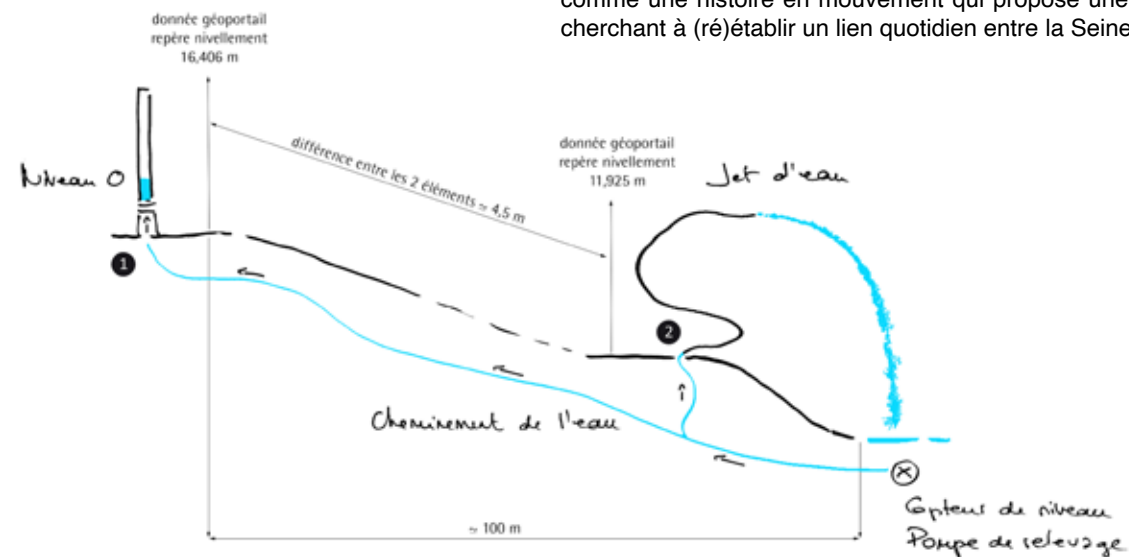 comme une histoire en mouvement qui propose une
cherchant à (ré)établir un lien quotidien entre la Seine
donnée géoportail
repère nivellement
16,406 m
différence entre les 2 éléments ≃ 4,5 m
donnée géoportail
repère nivellement
11,925 m
Niveau 0
Jet d'eau
1
2
Cheminement de l'eau
≃ 100 m
Capteur de niveau
Pompe de relevage